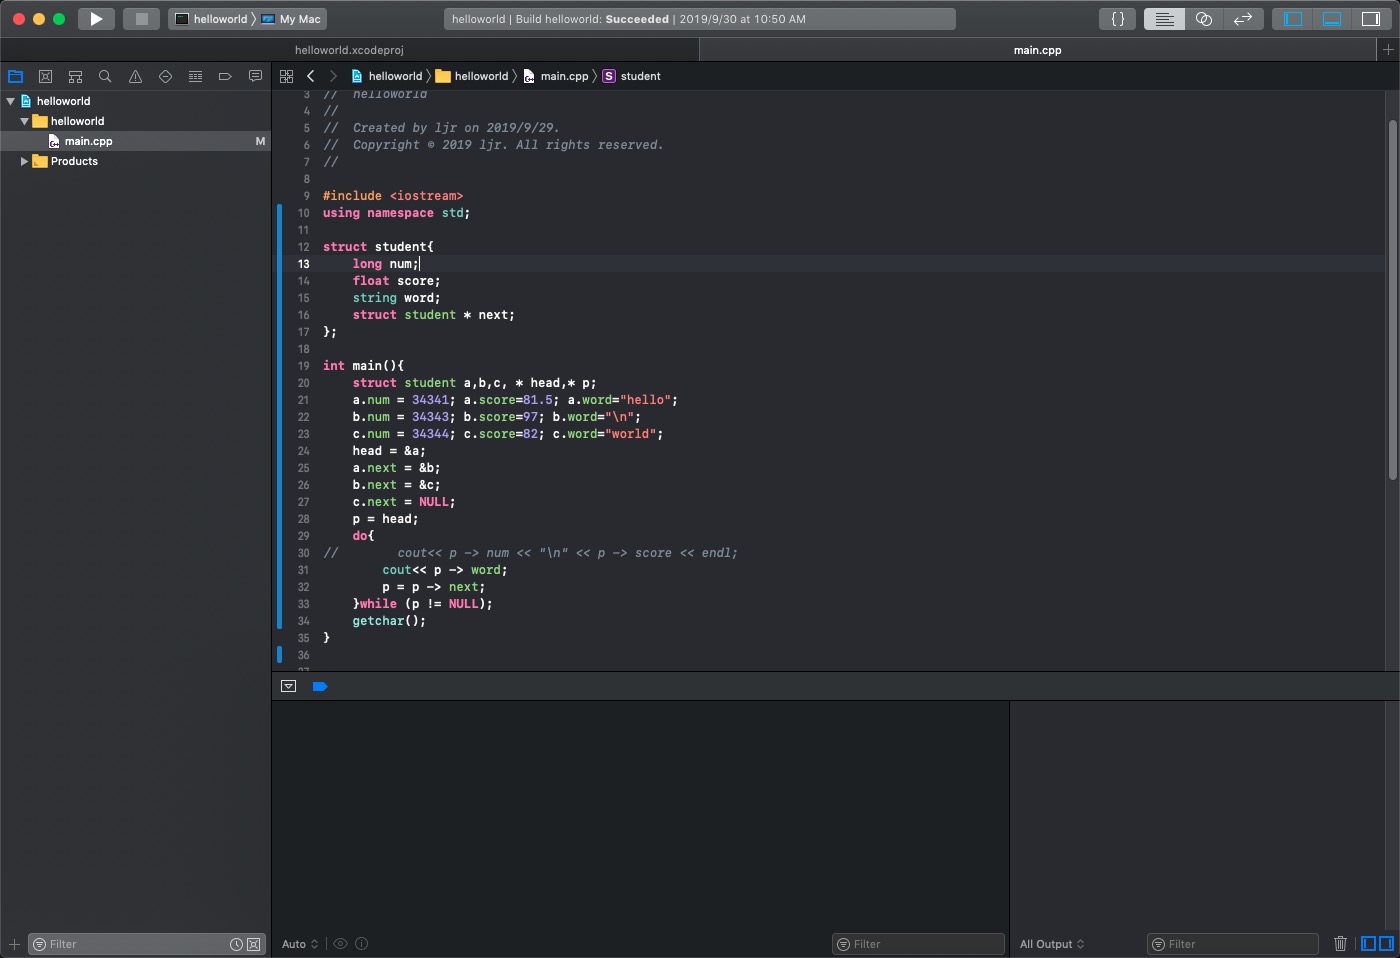 helloworld 〉 My Mac
helloworld | Build helloworld: Succeeded | 2019/9/30 at 10:50 AM
{}
helloworld.xcodeproj
main.cpp
helloworld 〉 helloworld 〉 main.cpp 〉 S student
helloworld
helloworld
main.cpp M
Products
3 // helloworld
4 //
5 // Created by ljr on 2019/9/29.
6 // Copyright © 2019 ljr. All rights reserved.
7 //
8
9 #include <iostream>
10 using namespace std;
11
12 struct student{
13     long num;
14     float score;
15     string word;
16     struct student * next;
17 };
18
19 int main(){
20     struct student a,b,c, * head,* p;
21     a.num = 34341; a.score=81.5; a.word="hello";
22     b.num = 34343; b.score=97; b.word="\n";
23     c.num = 34344; c.score=82; c.word="world";
24     head = &a;
25     a.next = &b;
26     b.next = &c;
27     c.next = NULL;
28     p = head;
29     do{
30 //        cout<< p -> num << "\n" << p -> score << endl;
31         cout<< p -> word;
32         p = p -> next;
33     }while (p != NULL);
34     getchar();
35 }
36
37
Filter
Auto
Filter
All Output
Filter